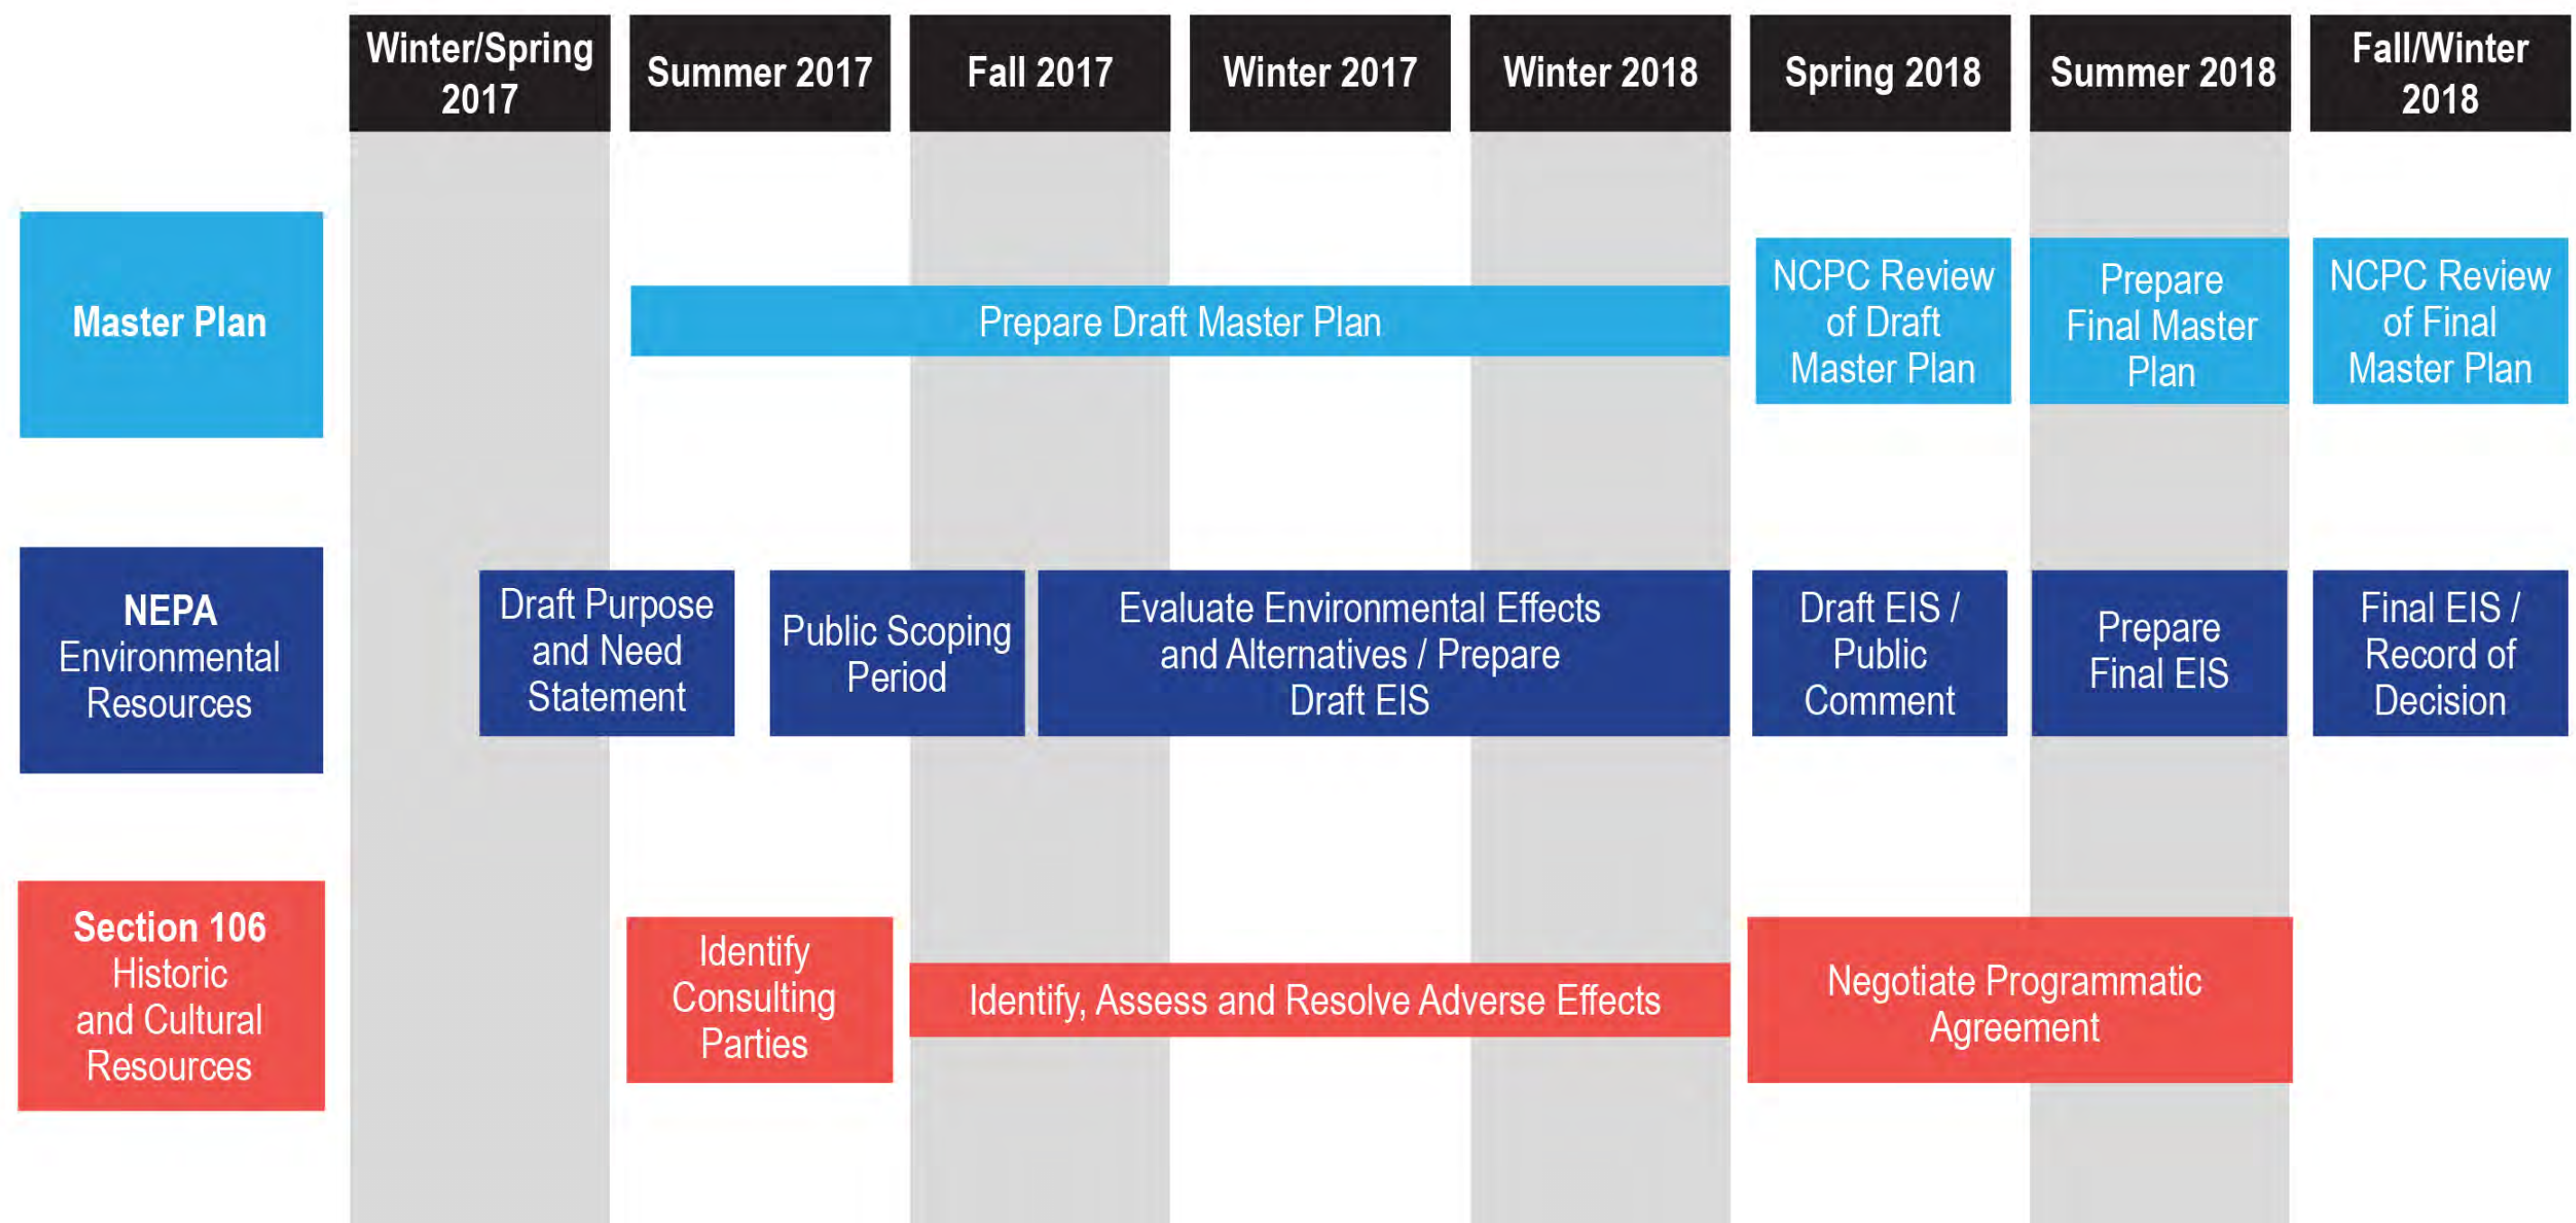 Winter/Spring
2017
Summer 2017
Fall 2017
Winter 2017
Winter 2018
Spring 2018
Summer 2018
Fall/Winter
2018
Master Plan
Prepare Draft Master Plan
NCPC Review
of Draft
Master Plan
Prepare
Final Master
Plan
NCPC Review
of Final
Master Plan
NEPA
Environmental
Resources
Draft Purpose
and Need
Statement
Public Scoping
Period
Evaluate Environmental Effects
and Alternatives / Prepare
Draft EIS
Draft EIS /
Public
Comment
Prepare
Final EIS
Final EIS /
Record of
Decision
Section 106
Historic
and Cultural
Resources
Identify
Consulting
Parties
Identify, Assess and Resolve Adverse Effects
Negotiate Programmatic
Agreement